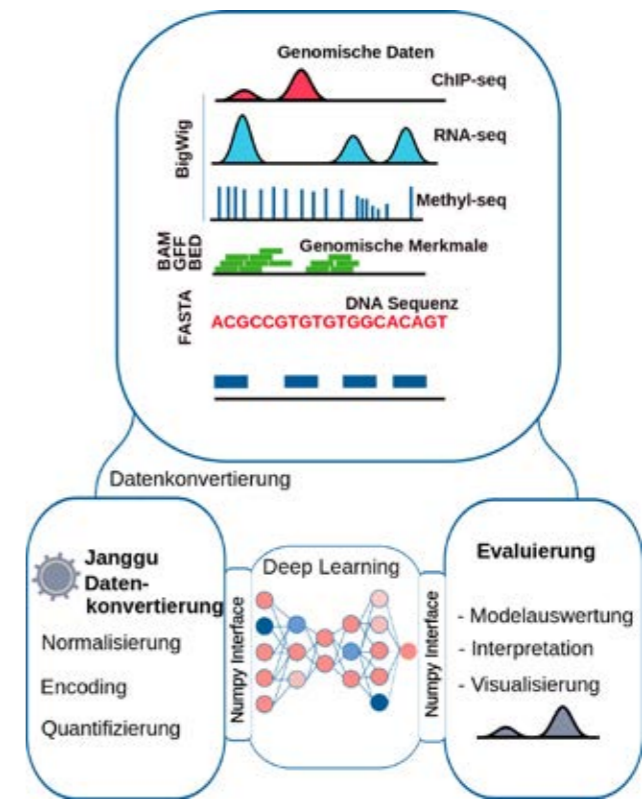 Genomische Daten
ChIP-seq
RNA-seq
BigWig
Methyl-seq
BAM
GFF
BED
Genomische Merkmale
FASTA
DNA Sequenz
ACGCCGTGTGTGGCACAGT
Datenkonvertierung
Janggu
Daten-
konvertierung
Normalisierung
Encoding
Quantifizierung
Numpy Interface
Deep Learning
Numpy Interface
Evaluierung
- Modelauswertung
- Interpretation
- Visualisierung